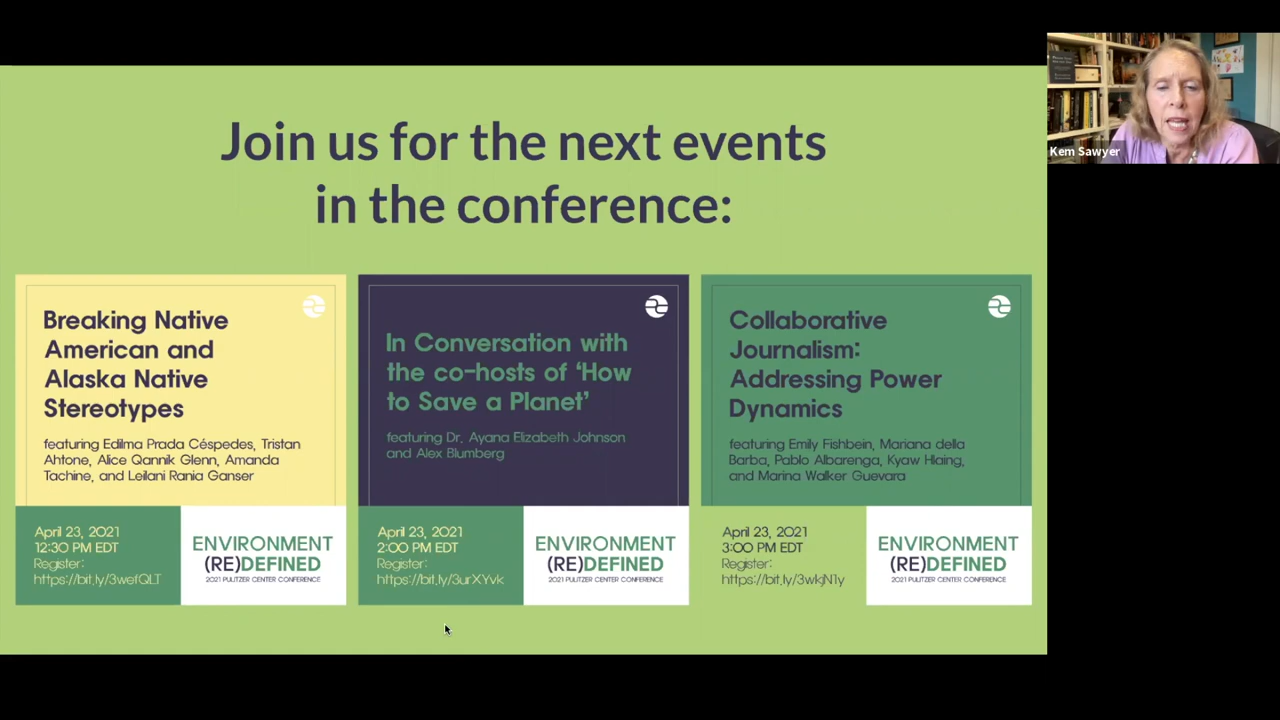 Join us for the next events
in the conference:
Kem Sawyer
Breaking Native
American and
Alaska Native
Stereotypes
featuring Edilma Prada Céspedes, Tristan
Ahtone, Alice Qannik Glenn, Amanda
Tachine, and Leilani Rania Ganser
April 23, 2021
12:30 PM EDT
Register:
https://bit.ly/3wefQLT
ENVIRONMENT
(RE)DEFINED
2021 PULITZER CENTER CONFERENCE
In Conversation with
the co-hosts of ‘How
to Save a Planet’
featuring Dr. Ayana Elizabeth Johnson
and Alex Blumberg
April 23, 2021
2:00 PM EDT
Register:
https://bit.ly/3urXYvk
ENVIRONMENT
(RE)DEFINED
2021 PULITZER CENTER CONFERENCE
Collaborative
Journalism:
Addressing Power
Dynamics
featuring Emily Fishbein, Mariana della
Barba, Pablo Albarenga, Kyaw Hlaing,
and Marina Walker Guevara
April 23, 2021
3:00 PM EDT
Register:
https://bit.ly/3wkjN1y
ENVIRONMENT
(RE)DEFINED
2021 PULITZER CENTER CONFERENCE